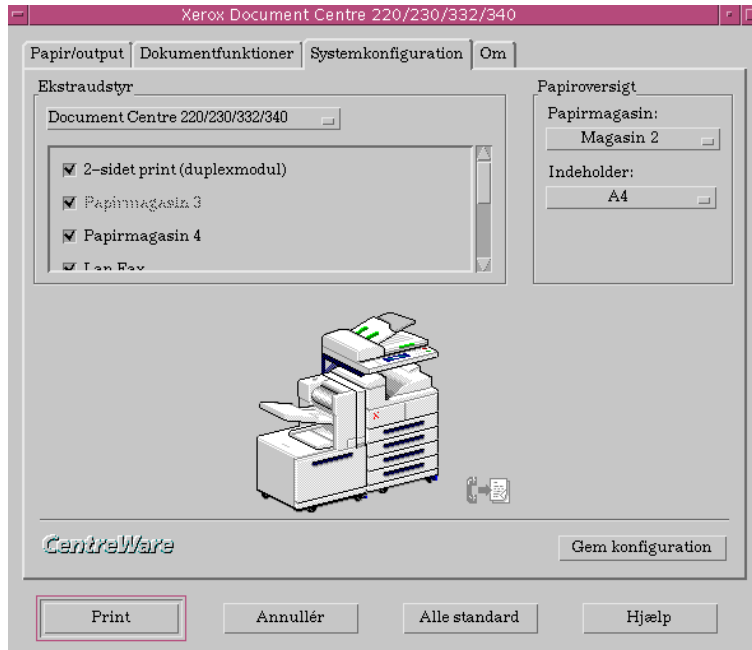 Xerox Document Centre 220/230/332/340
Papir/output Dokumentfunktioner Systemkonfiguration Om
Ekstraudstyr
Document Centre 220/230/332/340
2-sidet print (duplexmodul)
Papirmagasin 3
Papirmagasin 4
Lan Fax
Papiroversigt
Papirmagasin:
Magasin 2
Indeholder:
A4
CentreWare
Gem konfiguration
Print Annullér Alle standard Hjælp